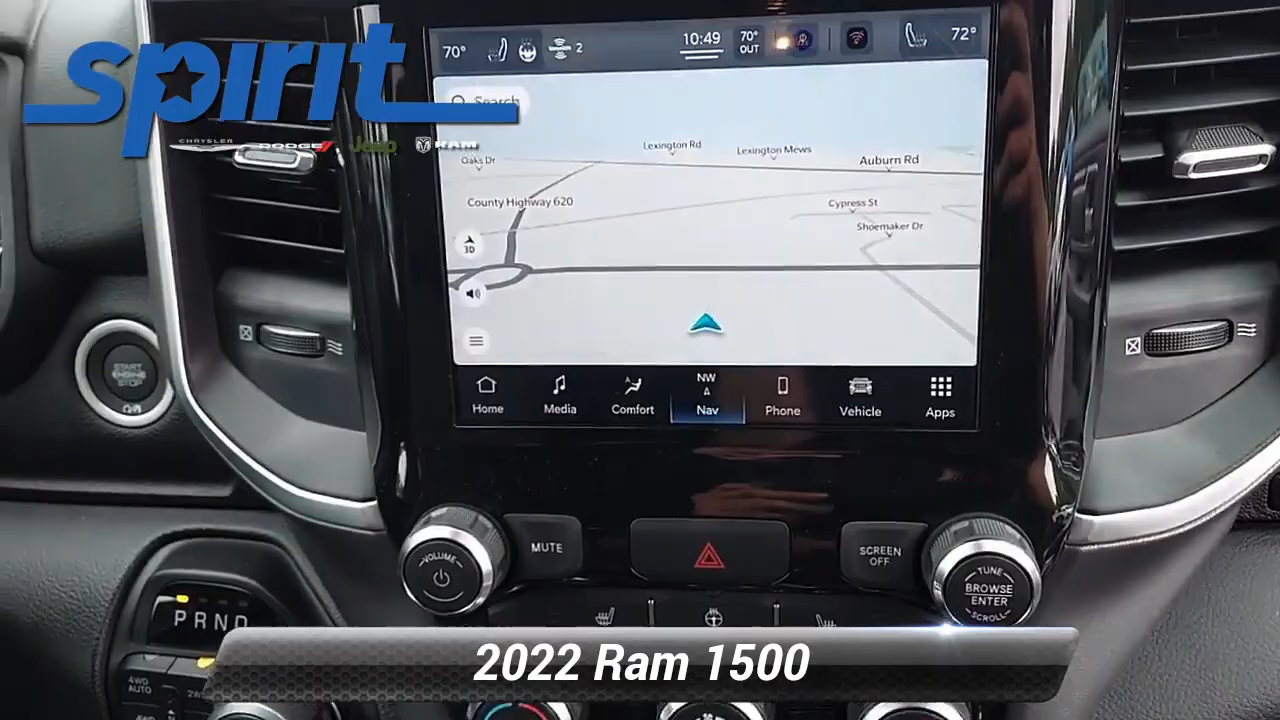 spirit
CHRYSLER DODGE Jeep RAM
70° 2 10:49 70° OUT 72°
Search
Lexington Rd
Lexington Mews
Oaks Dr
Auburn Rd
County Highway 620
Cypress St
Shoemaker Dr
3D
NW
Home Media Comfort Nav Phone Vehicle Apps
START
ENGINE
STOP
VOLUME
MUTE
SCREEN
OFF
TUNE
BROWSE
ENTER
SCROLL
PRND
4WD
AUTO
2022 Ram 1500